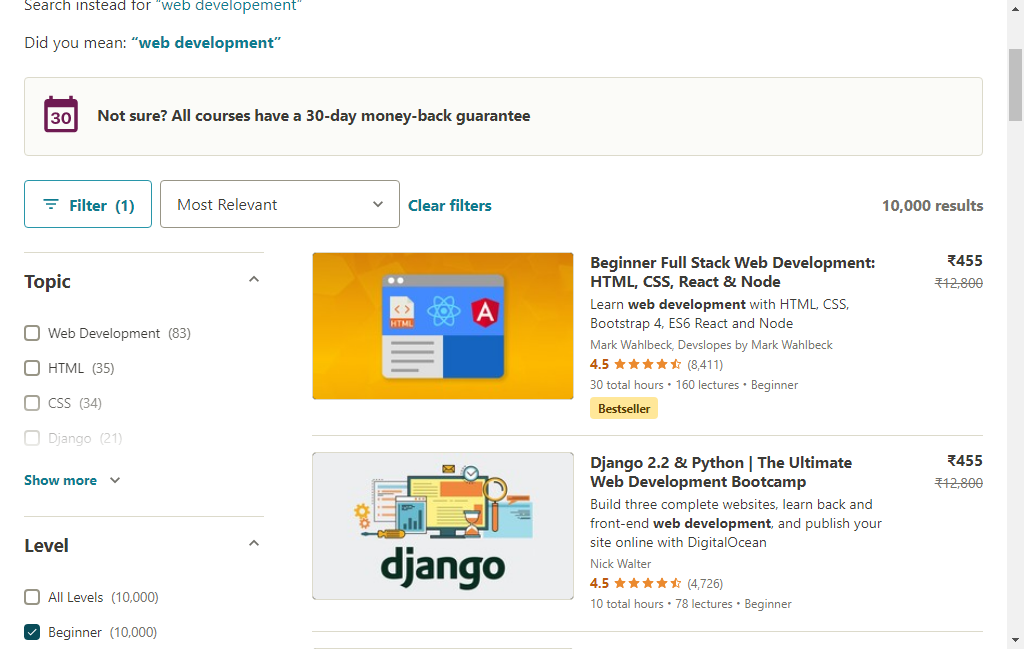 Search instead for “web developement”
Did you mean: “web development”
30
Not sure? All courses have a 30-day money-back guarantee
Filter (1)
Most Relevant
Clear filters
10,000 results
Topic
Web Development (83)
HTML (35)
CSS (34)
Django (21)
Show more
Level
All Levels (10,000)
Beginner (10,000)
HTML
A
Beginner Full Stack Web Development:
HTML, CSS, React & Node
₹455
₹12,800
Learn web development with HTML, CSS,
Bootstrap 4, ES6 React and Node
Mark Wahlbeck, Devslopes by Mark Wahlbeck
4.5 (8,411)
30 total hours • 160 lectures • Beginner
Bestseller
django
Django 2.2 & Python | The Ultimate
Web Development Bootcamp
₹455
₹12,800
Build three complete websites, learn back and
front-end web development, and publish your
site online with DigitalOcean
Nick Walter
4.5 (4,726)
10 total hours • 78 lectures • Beginner